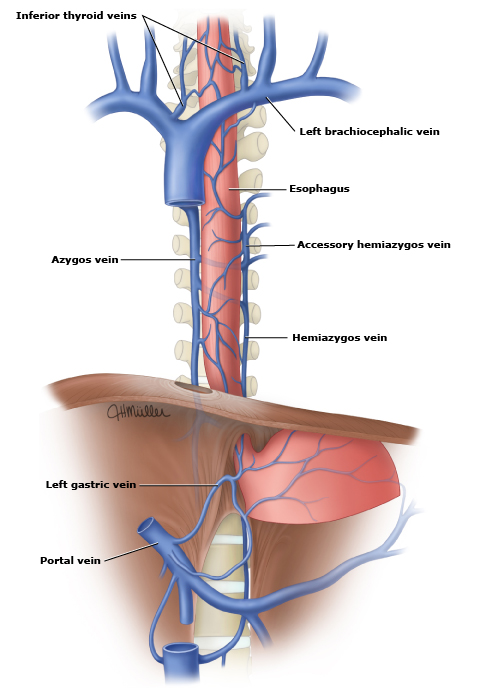 Inferior thyroid veins
Left brachiocephalic vein
Esophagus
Accessory hemiazygos vein
Azygos vein
Hemiazygos vein
JHMüller
Left gastric vein
Portal vein